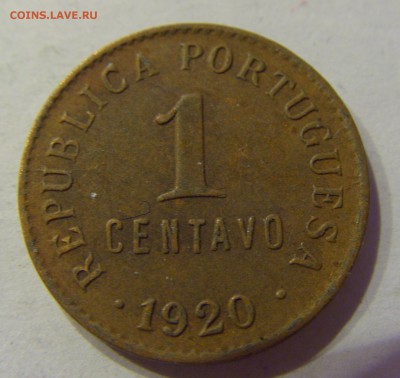 COINS.LAVE.RU
REPUBLICA PORTUGUESA
1
CENTAVO
· 1920 ·